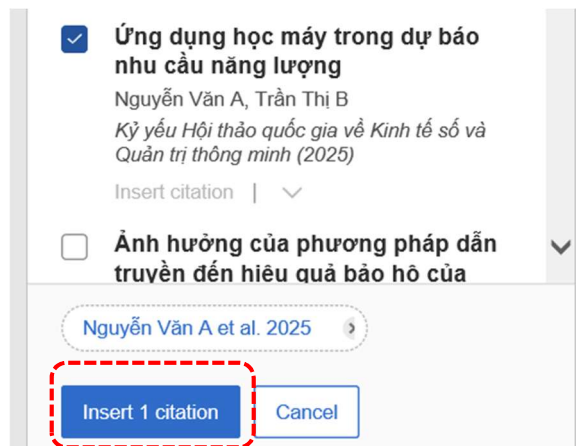 Ứng dụng học máy trong dự báo
nhu cầu năng lượng
Nguyễn Văn A, Trần Thị B
Kỷ yếu Hội thảo quốc gia về Kinh tế số và
Quản trị thông minh (2025)
Insert citation |
Ảnh hưởng của phương pháp dẫn
truyền đến hiệu quả bảo hộ của
Nguyễn Văn A et al. 2025
Insert 1 citation
Cancel